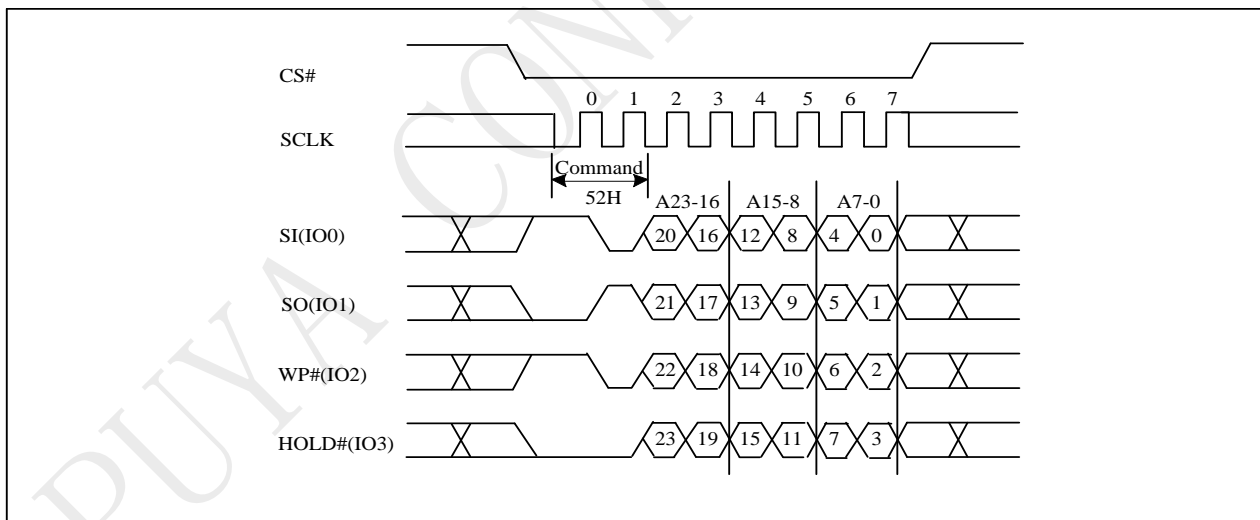 PUYA CONF
CS#
0 1 2 3 4 5 6 7
SCLK
Command
52H
A23-16 A15-8 A7-0
SI(IO0) 20 16 12 8 4 0
SO(IO1) 21 17 13 9 5 1
WP#(IO2) 22 18 14 10 6 2
HOLD#(IO3) 23 19 15 11 7 3